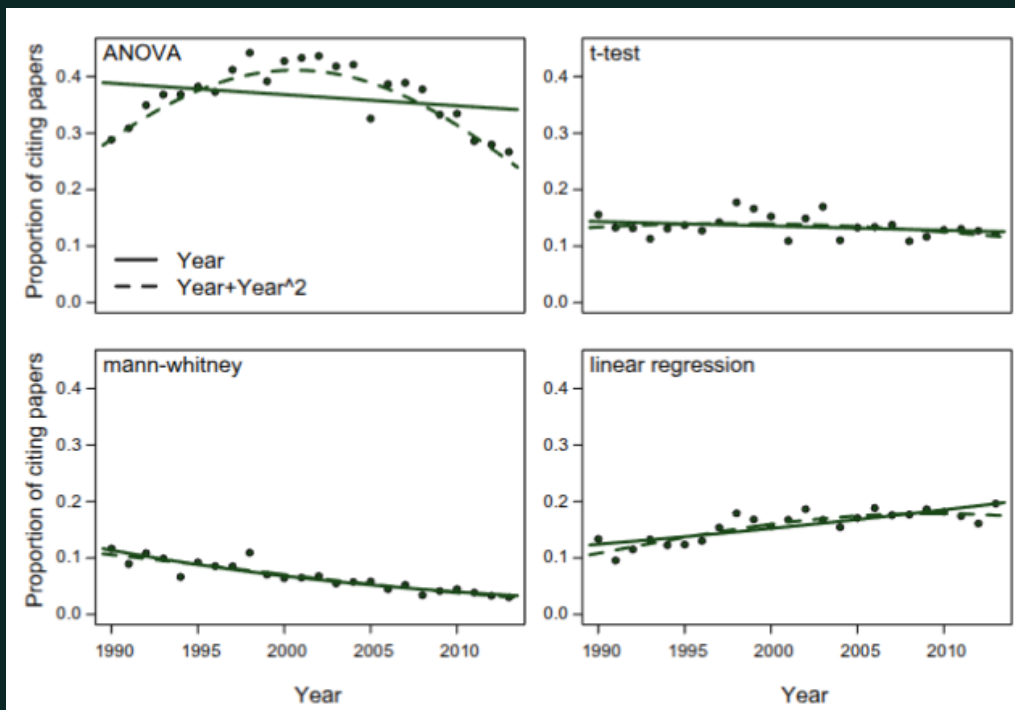 Proportion of citing papers
0.4
0.3
0.2
0.1
0.0
ANOVA
Year
Year+Year^2
t-test
0.4
0.3
0.2
0.1
0.0
Proportion of citing papers
0.4
0.3
0.2
0.1
0.0
mann-whitney
1990 1995 2000 2005 2010
Year
linear regression
0.4
0.3
0.2
0.1
0.0
1990 1995 2000 2005 2010
Year